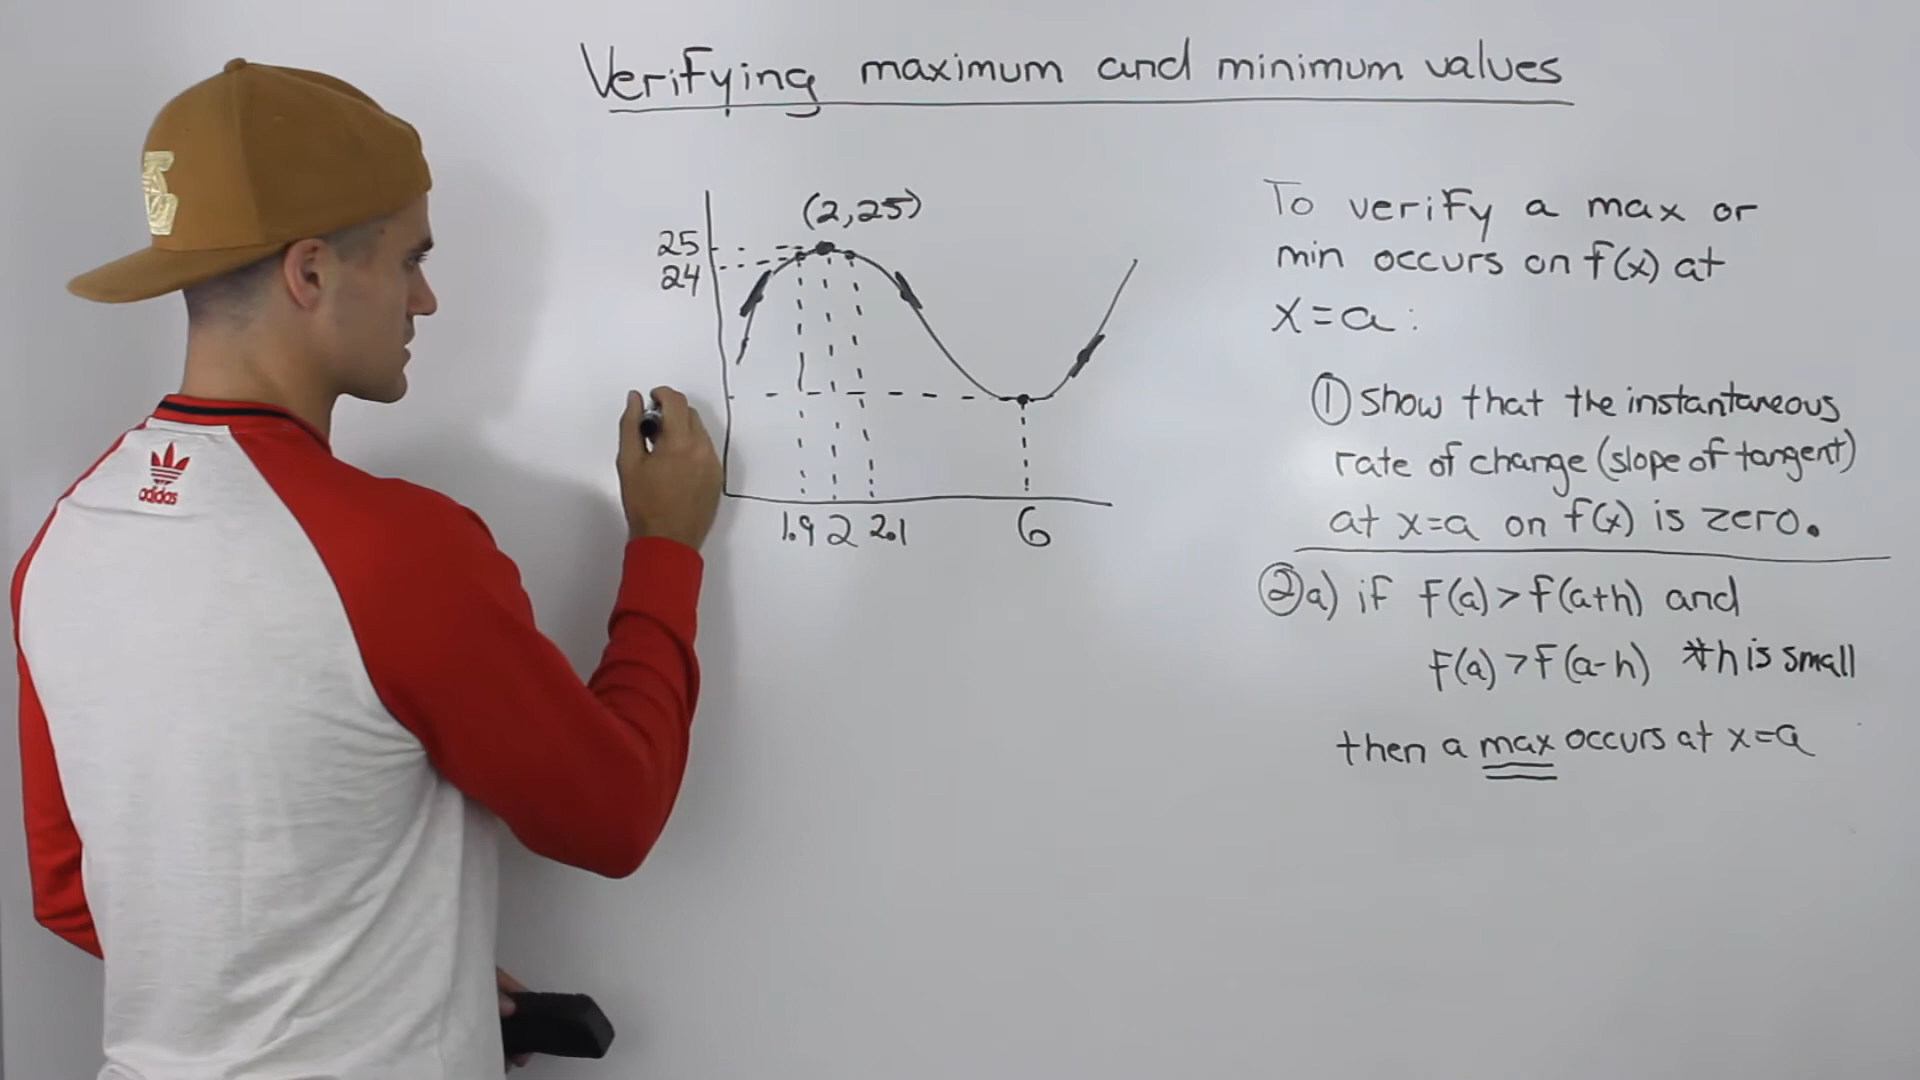 Verifying maximum and minimum values
(2,25)
25
24
1.9 2 2.1 6
To verify a max or
min occurs on f(x) at
x=a:
① Show that the instantaneous
rate of change (slope of tangent)
at x=a on f(x) is zero.
②a) if f(a)>f(a+h) and
f(a)>f(a-h) *h is small
then a max occurs at x=a
adidas